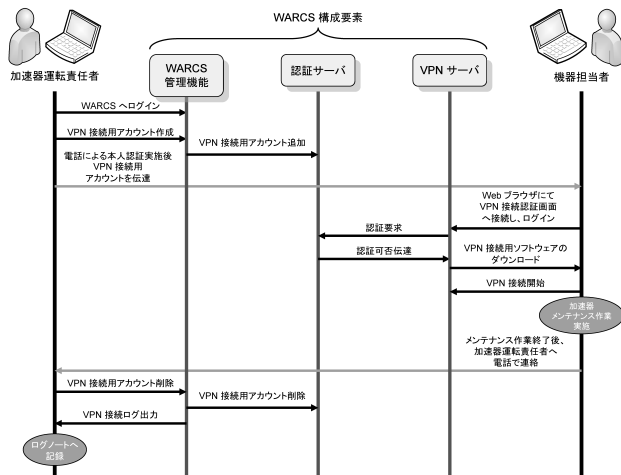 WARCS 構成要素
加速器運転責任者
WARCS
管理機能
認証サーバ
VPN サーバ
機器担当者
WARCS へログイン
VPN 接続用アカウント作成
VPN 接続用アカウント追加
電話による本人認証実施後
VPN 接続用
アカウントを伝達
Web ブラウザにて
VPN 接続認証画面
へ接続し、ログイン
認証要求
認証可否伝達
VPN 接続用ソフトウェアの
ダウンロード
VPN 接続開始
加速器
メンテナンス作業
実施
メンテナンス作業終了後、
加速器運転責任者へ
電話で連絡
VPN 接続用アカウント削除
VPN 接続用アカウント削除
VPN 接続ログ出力
ログノートへ
記録